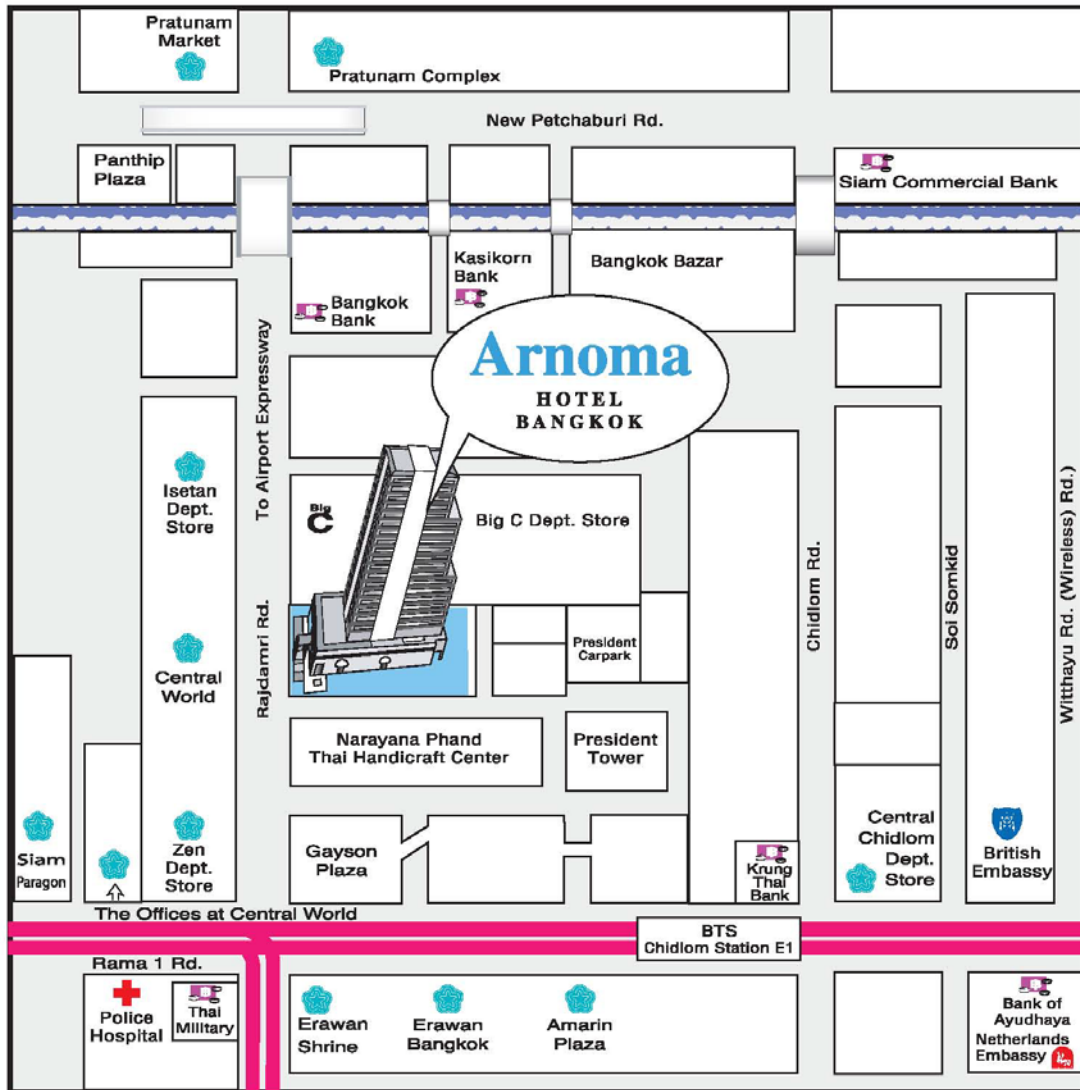 Pratunam
Market
Pratunam Complex
New Petchaburi Rd.
Panthip
Plaza
Siam Commercial Bank
Kasikorn
Bank
Bangkok Bazar
Bangkok
Bank
Arnoma
HOTEL
BANGKOK
To Airport Expressway
Isetan
Dept.
Store
Big
C
Big C Dept. Store
Chidlom Rd.
Soi Somkid
Witthayu Rd. (Wireless) Rd.)
Rajdamri Rd.
Central
World
President
Carpark
Narayana Phand
Thai Handicraft Center
President
Tower
Siam
Paragon
Zen
Dept.
Store
Gayson
Plaza
Krung
Thai
Bank
Central
Chidlom
Dept.
Store
British
Embassy
The Offices at Central World
BTS
Chidlom Station E1
Rama 1 Rd.
Police
Hospital
Thai
Military
Erawan
Shrine
Erawan
Bangkok
Amarin
Plaza
Bank of
Ayudhaya
Netherlands
Embassy